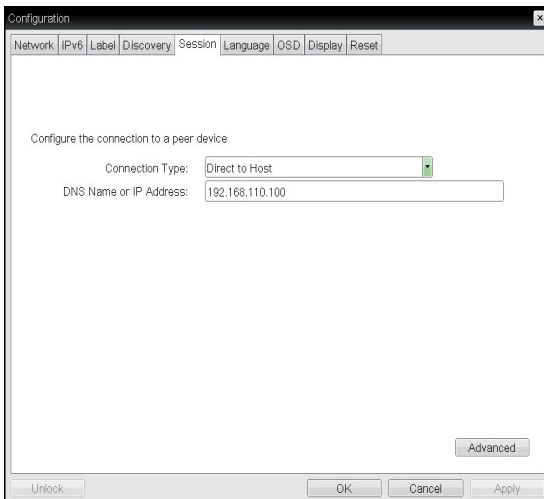 Configuration
x
Network IPv6 Label Discovery Session Language OSD Display Reset
Configure the connection to a peer device
Connection Type: Direct to Host
DNS Name or IP Address: 192.168.110.100
Advanced
Unlock OK Cancel Apply